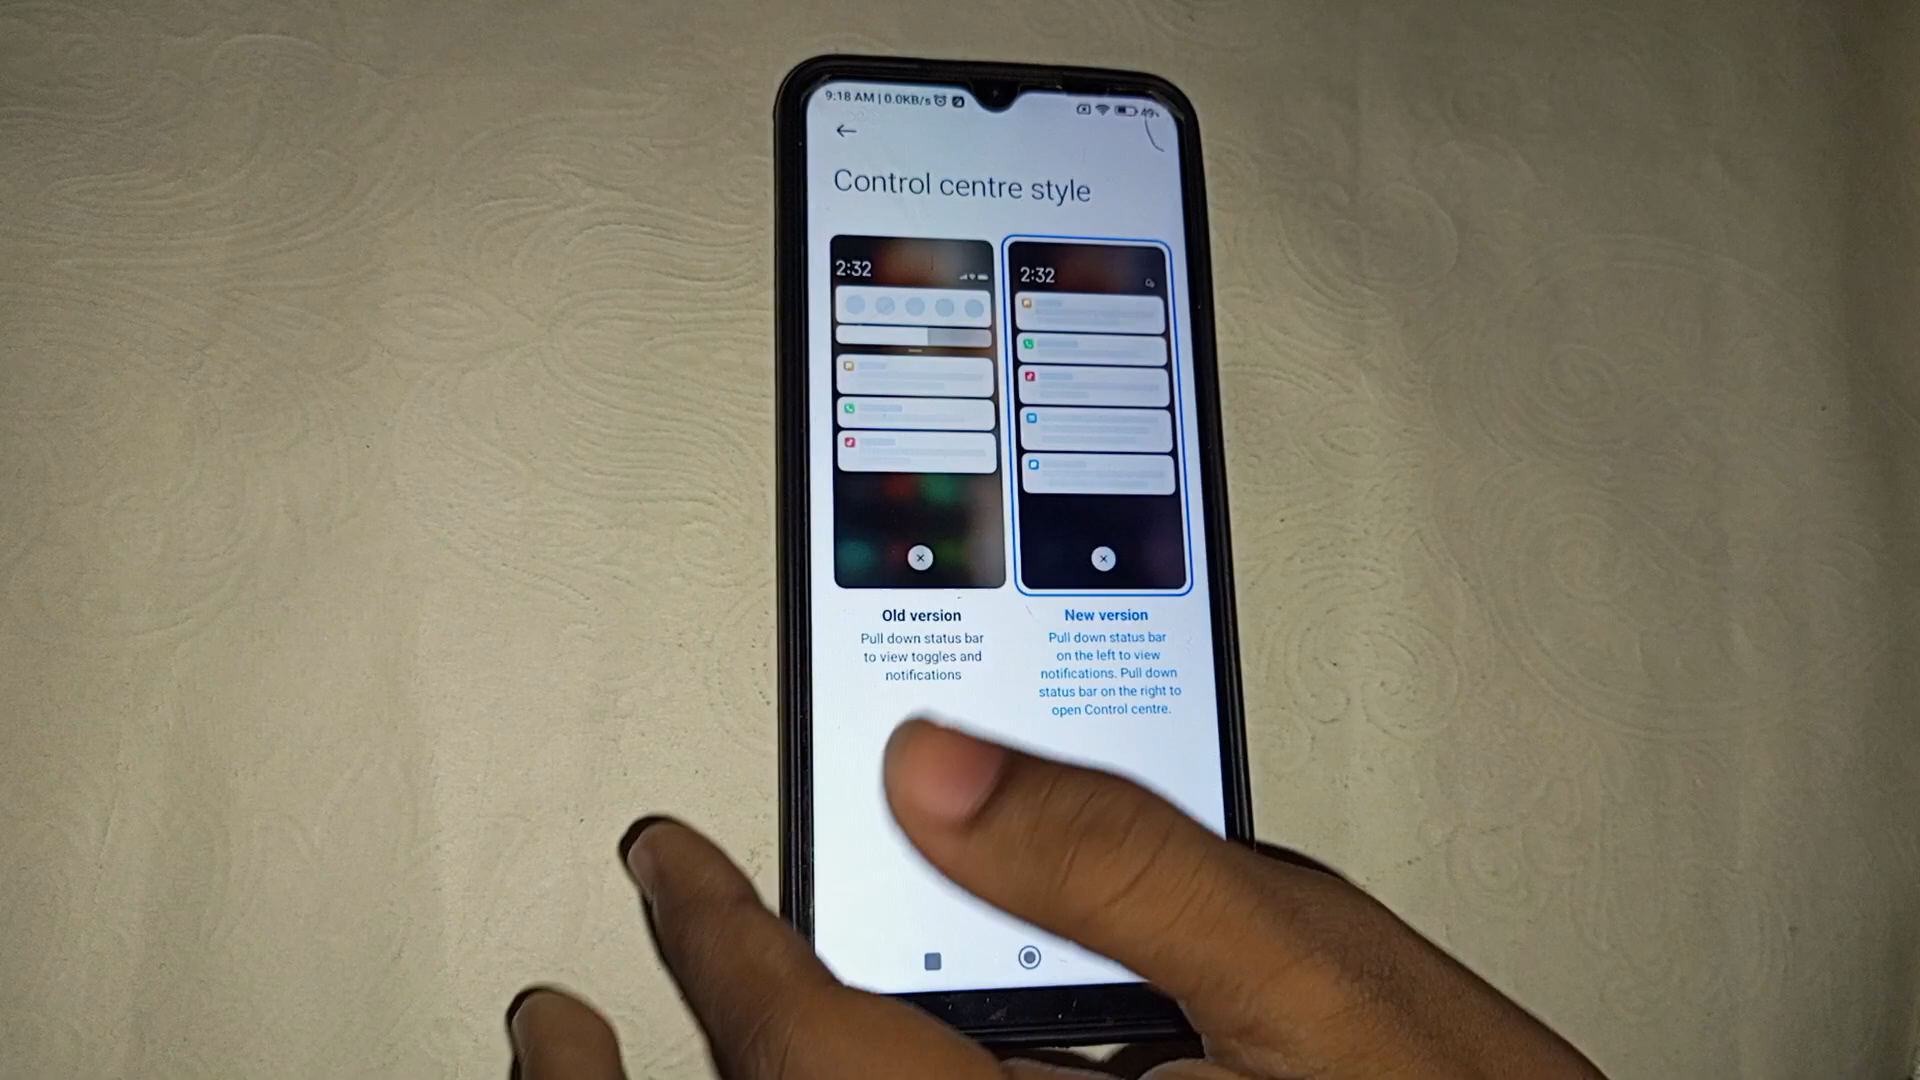 9:18 AM | 0.0KB/s
49%
Control centre style
2:32
2:32
Old version
Pull down status bar
to view toggles and
notifications
New version
Pull down status bar
on the left to view
notifications. Pull down
status bar on the right to
open Control centre.